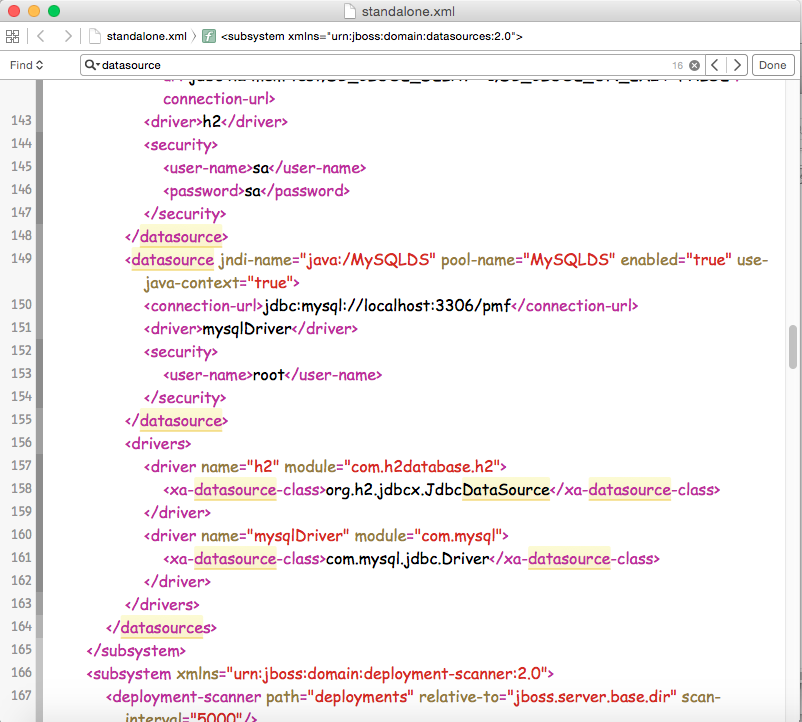 standalone.xml
standalone.xml > f <subsystem xmlns="urn:jboss:domain:datasources:2.0">
Find datasource 16 Done
connection-url>
143 <driver>h2</driver>
144 <security>
145 <user-name>sa</user-name>
146 <password>sa</password>
147 </security>
148 </datasource>
149 <datasource jndi-name="java:/MySQLDS" pool-name="MySQLDS" enabled="true" use-
java-context="true">
150 <connection-url>jdbc:mysql://localhost:3306/pmf</connection-url>
151 <driver>mysqlDriver</driver>
152 <security>
153 <user-name>root</user-name>
154 </security>
155 </datasource>
156 <drivers>
157 <driver name="h2" module="com.h2database.h2">
158 <xa-datasource-class>org.h2.jdbcx.JdbcDataSource</xa-datasource-class>
159 </driver>
160 <driver name="mysqlDriver" module="com.mysql">
161 <xa-datasource-class>com.mysql.jdbc.Driver</xa-datasource-class>
162 </driver>
163 </drivers>
164 </datasources>
165 </subsystem>
166 <subsystem xmlns="urn:jboss:domain:deployment-scanner:2.0">
167 <deployment-scanner path="deployments" relative-to="jboss.server.base.dir" scan-
interval="5000"/>